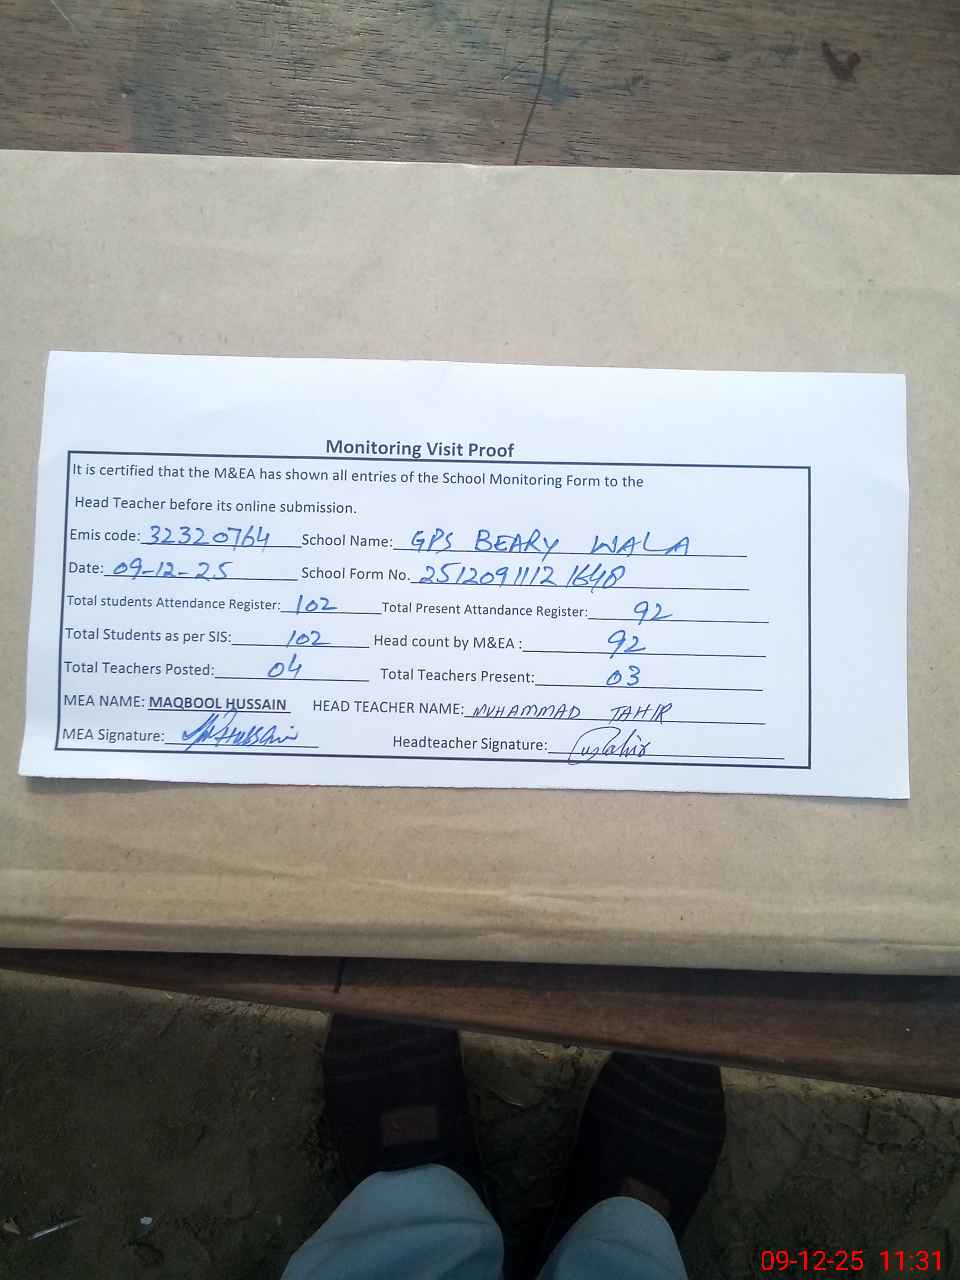 Monitoring Visit Proof
It is certified that the M&EA has shown all entries of the School Monitoring Form to the
Head Teacher before its online submission.
Emis code: 32320764 School Name: GPS BEARY WALA
Date: 09-12-25 School Form No. 2512091112 1648
Total students Attendance Register: 102 Total Present Attandance Register: 92
Total Students as per SIS: 102 Head count by M&EA : 92
Total Teachers Posted: 04 Total Teachers Present: 03
MEA NAME: MAQBOOL HUSSAIN HEAD TEACHER NAME: MUHAMMAD TAHIR
MEA Signature: Hussain Headteacher Signature:
09-12-25 11:31